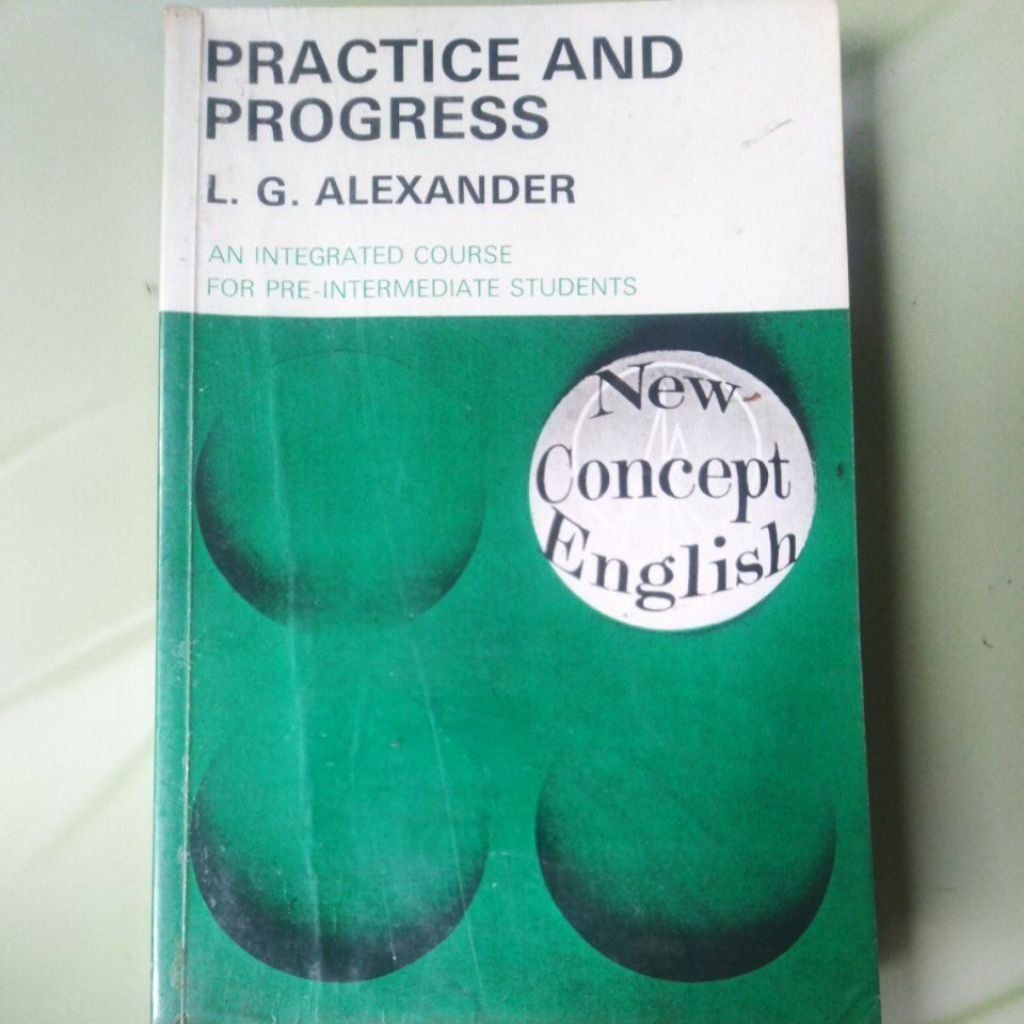 PRACTICE AND
PROGRESS
L. G. ALEXANDER
AN INTEGRATED COURSE
FOR PRE-INTERMEDIATE STUDENTS
New
Concept
English